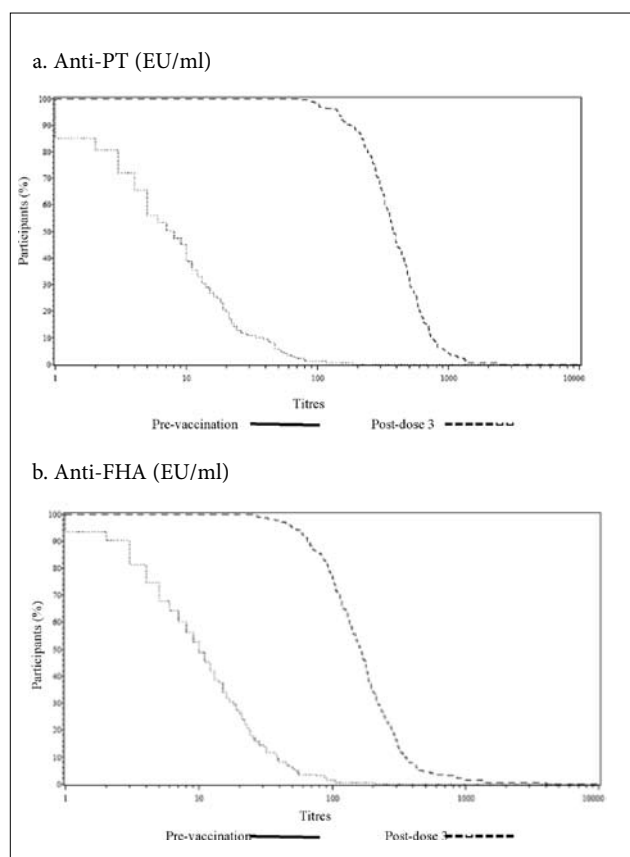 a. Anti-PT (EU/ml)
100
90
80
70
60
50
40
30
20
10
0
Participants (%)
1 10 100 1000 10000
Titres
Pre-vaccination Post-dose 3
b. Anti-FHA (EU/ml)
100
90
80
70
60
50
40
30
20
10
0
Participants (%)
1 10 100 1000 10000
Titres
Pre-vaccination Post-dose 3